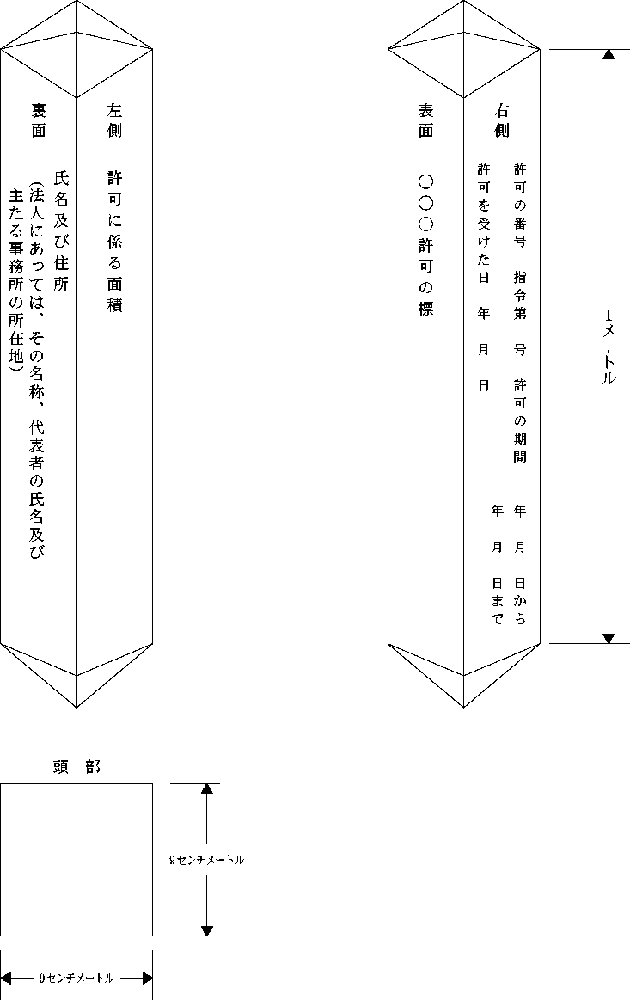 表面
〇〇〇許可の標
右側
許可の番号 指令第 号 許可の期間 年 月 日から
年 月 日まで
許可を受けた日 年 月 日
1メートル
左側
許可に係る面積
裏面
氏名及び住所
(法人にあつては、その名称、代表者の氏名及び
主たる事務所の所在地)
頭部
9センチメートル
9センチメートル